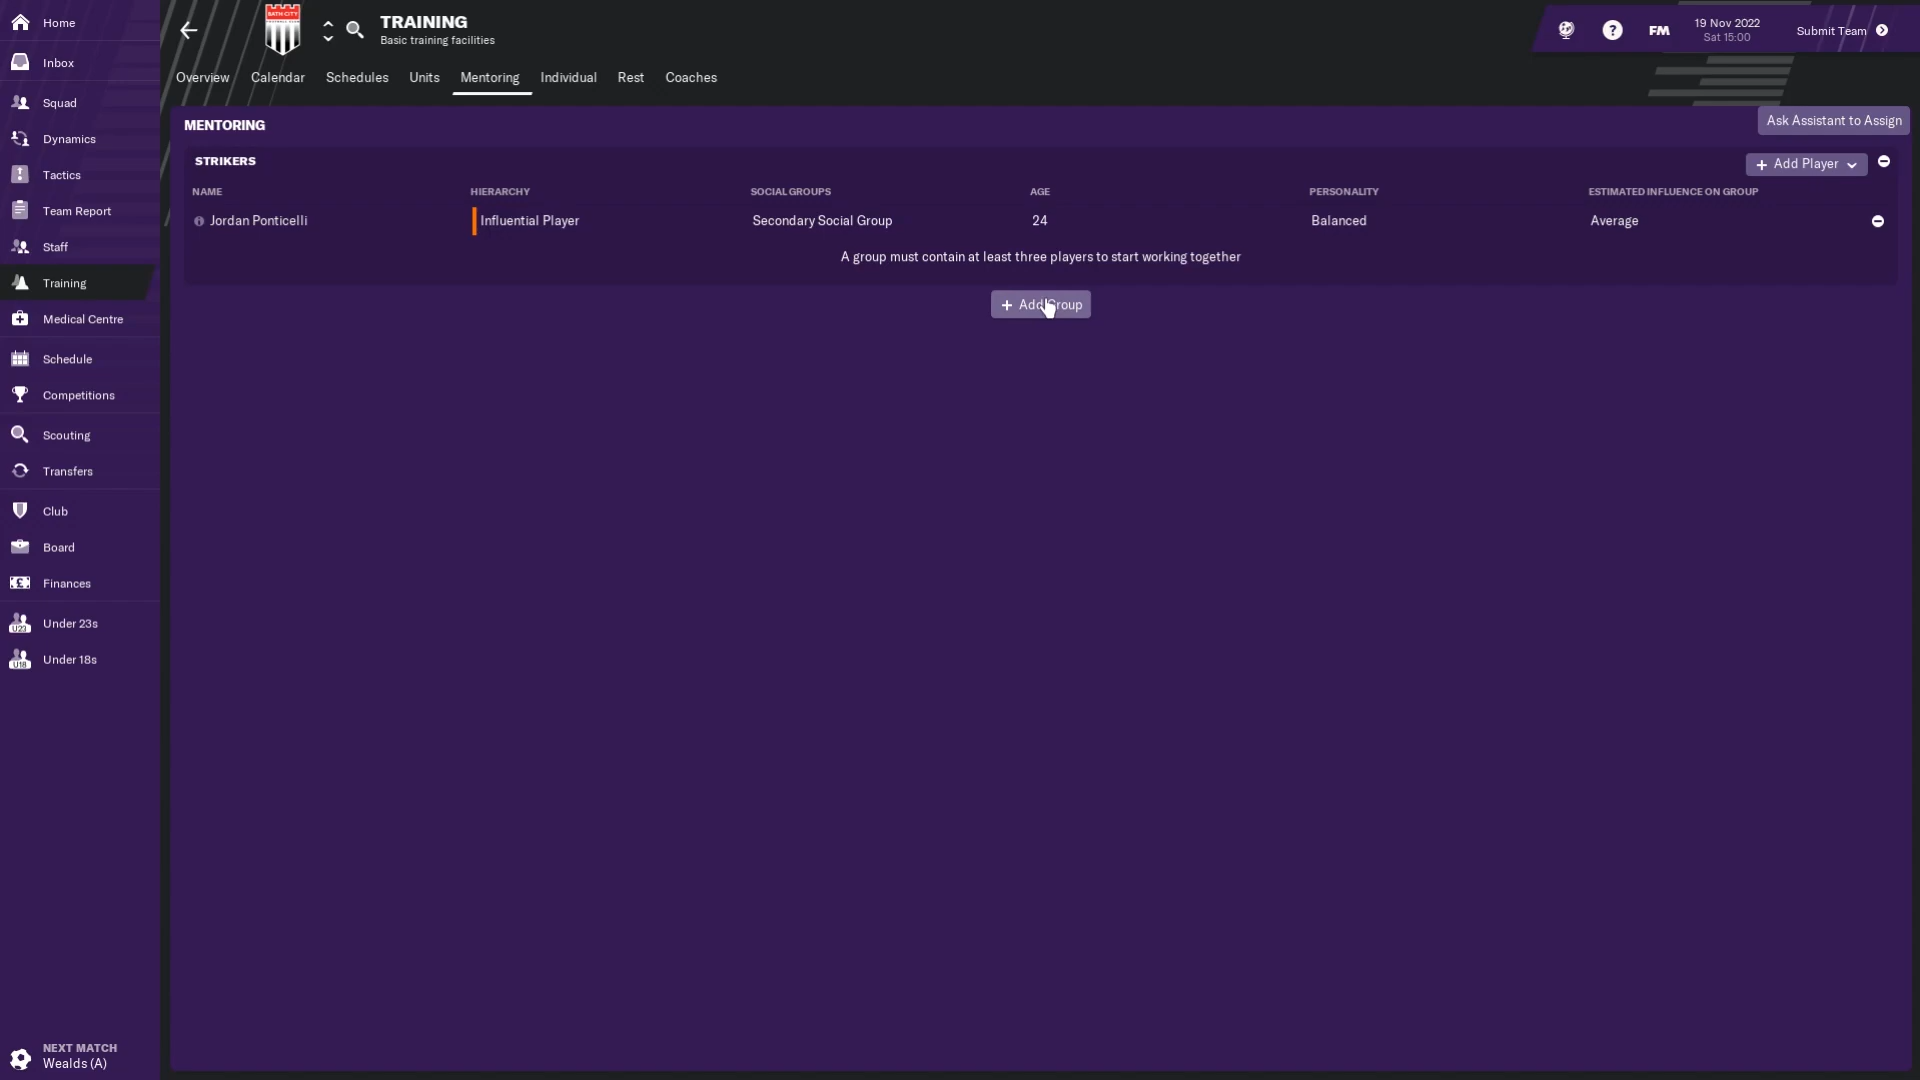 Home
Inbox
Squad
Dynamics
Tactics
Team Report
Staff
Training
Medical Centre
Schedule
Competitions
Scouting
Transfers
Club
Board
Finances
U23
Under 23s
U18
Under 18s
NEXT MATCH
Wealds (A)
BATH CITY
TRAINING
Basic training facilities
FM
19 Nov 2022
Sat 15:00
Submit Team
Overview Calendar Schedules Units Mentoring Individual Rest Coaches
MENTORING
Ask Assistant to Assign
STRIKERS
+ Add Player
NAME HIERARCHY SOCIAL GROUPS AGE PERSONALITY ESTIMATED INFLUENCE ON GROUP
Jordan Ponticelli Influential Player Secondary Social Group 24 Balanced Average
A group must contain at least three players to start working together
+ Add Group